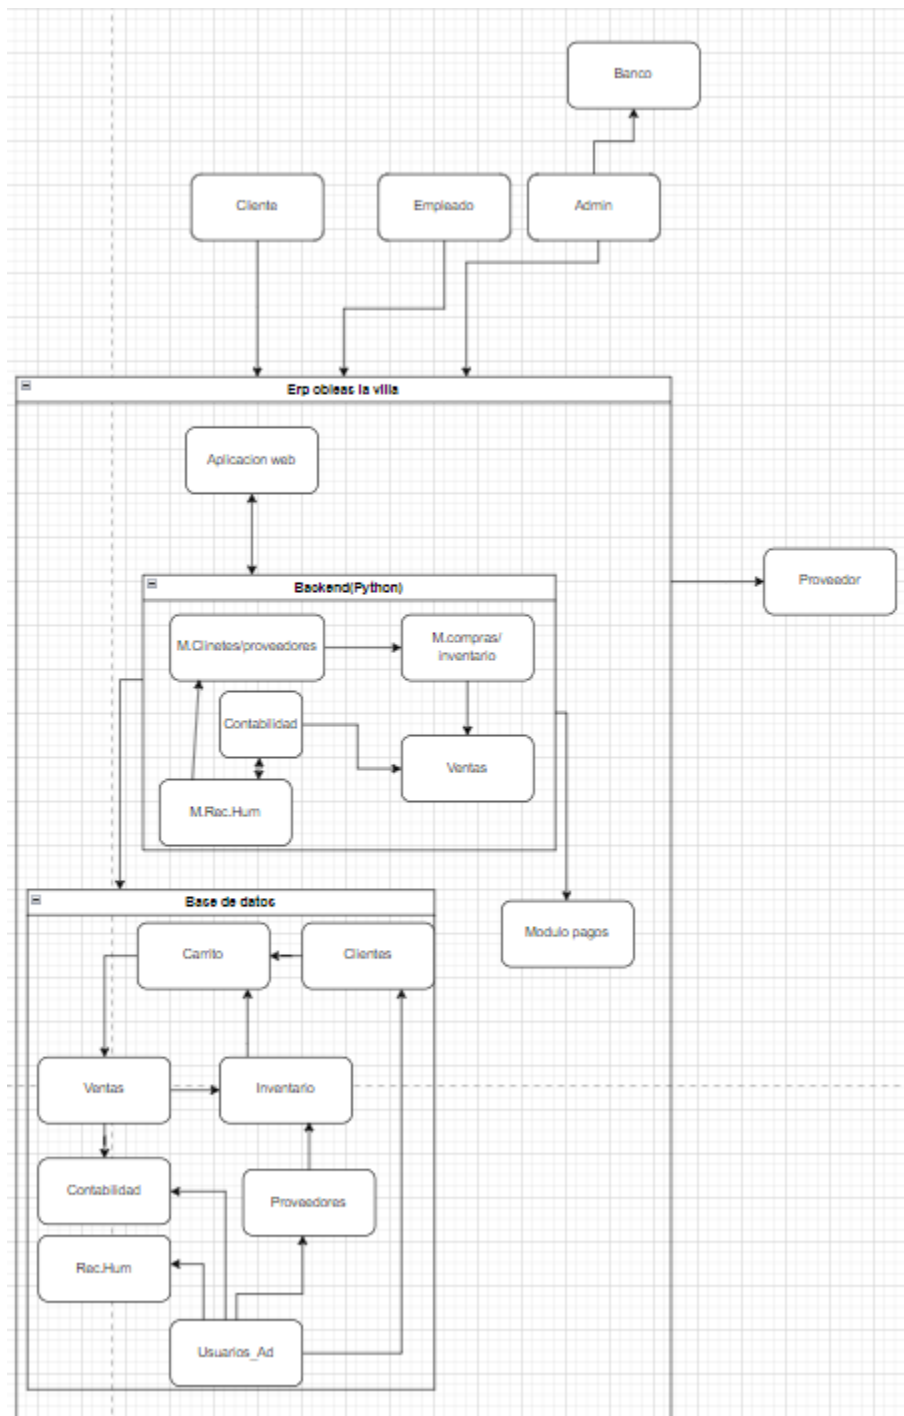 Banco
Cliente
Empleado
Admin
Erp obleas la villa
Aplicacion web
Proveedor
Backend(Python)
M.Clinetes/proveedores
M.compras/
inventario
Contabilidad
Ventas
M.Rec.Hum
Base de datos
Carrito
Clientes
Modulo pagos
Ventas
Inventario
Contabilidad
Proveedores
Rec.Hum
Usuarios_Ad